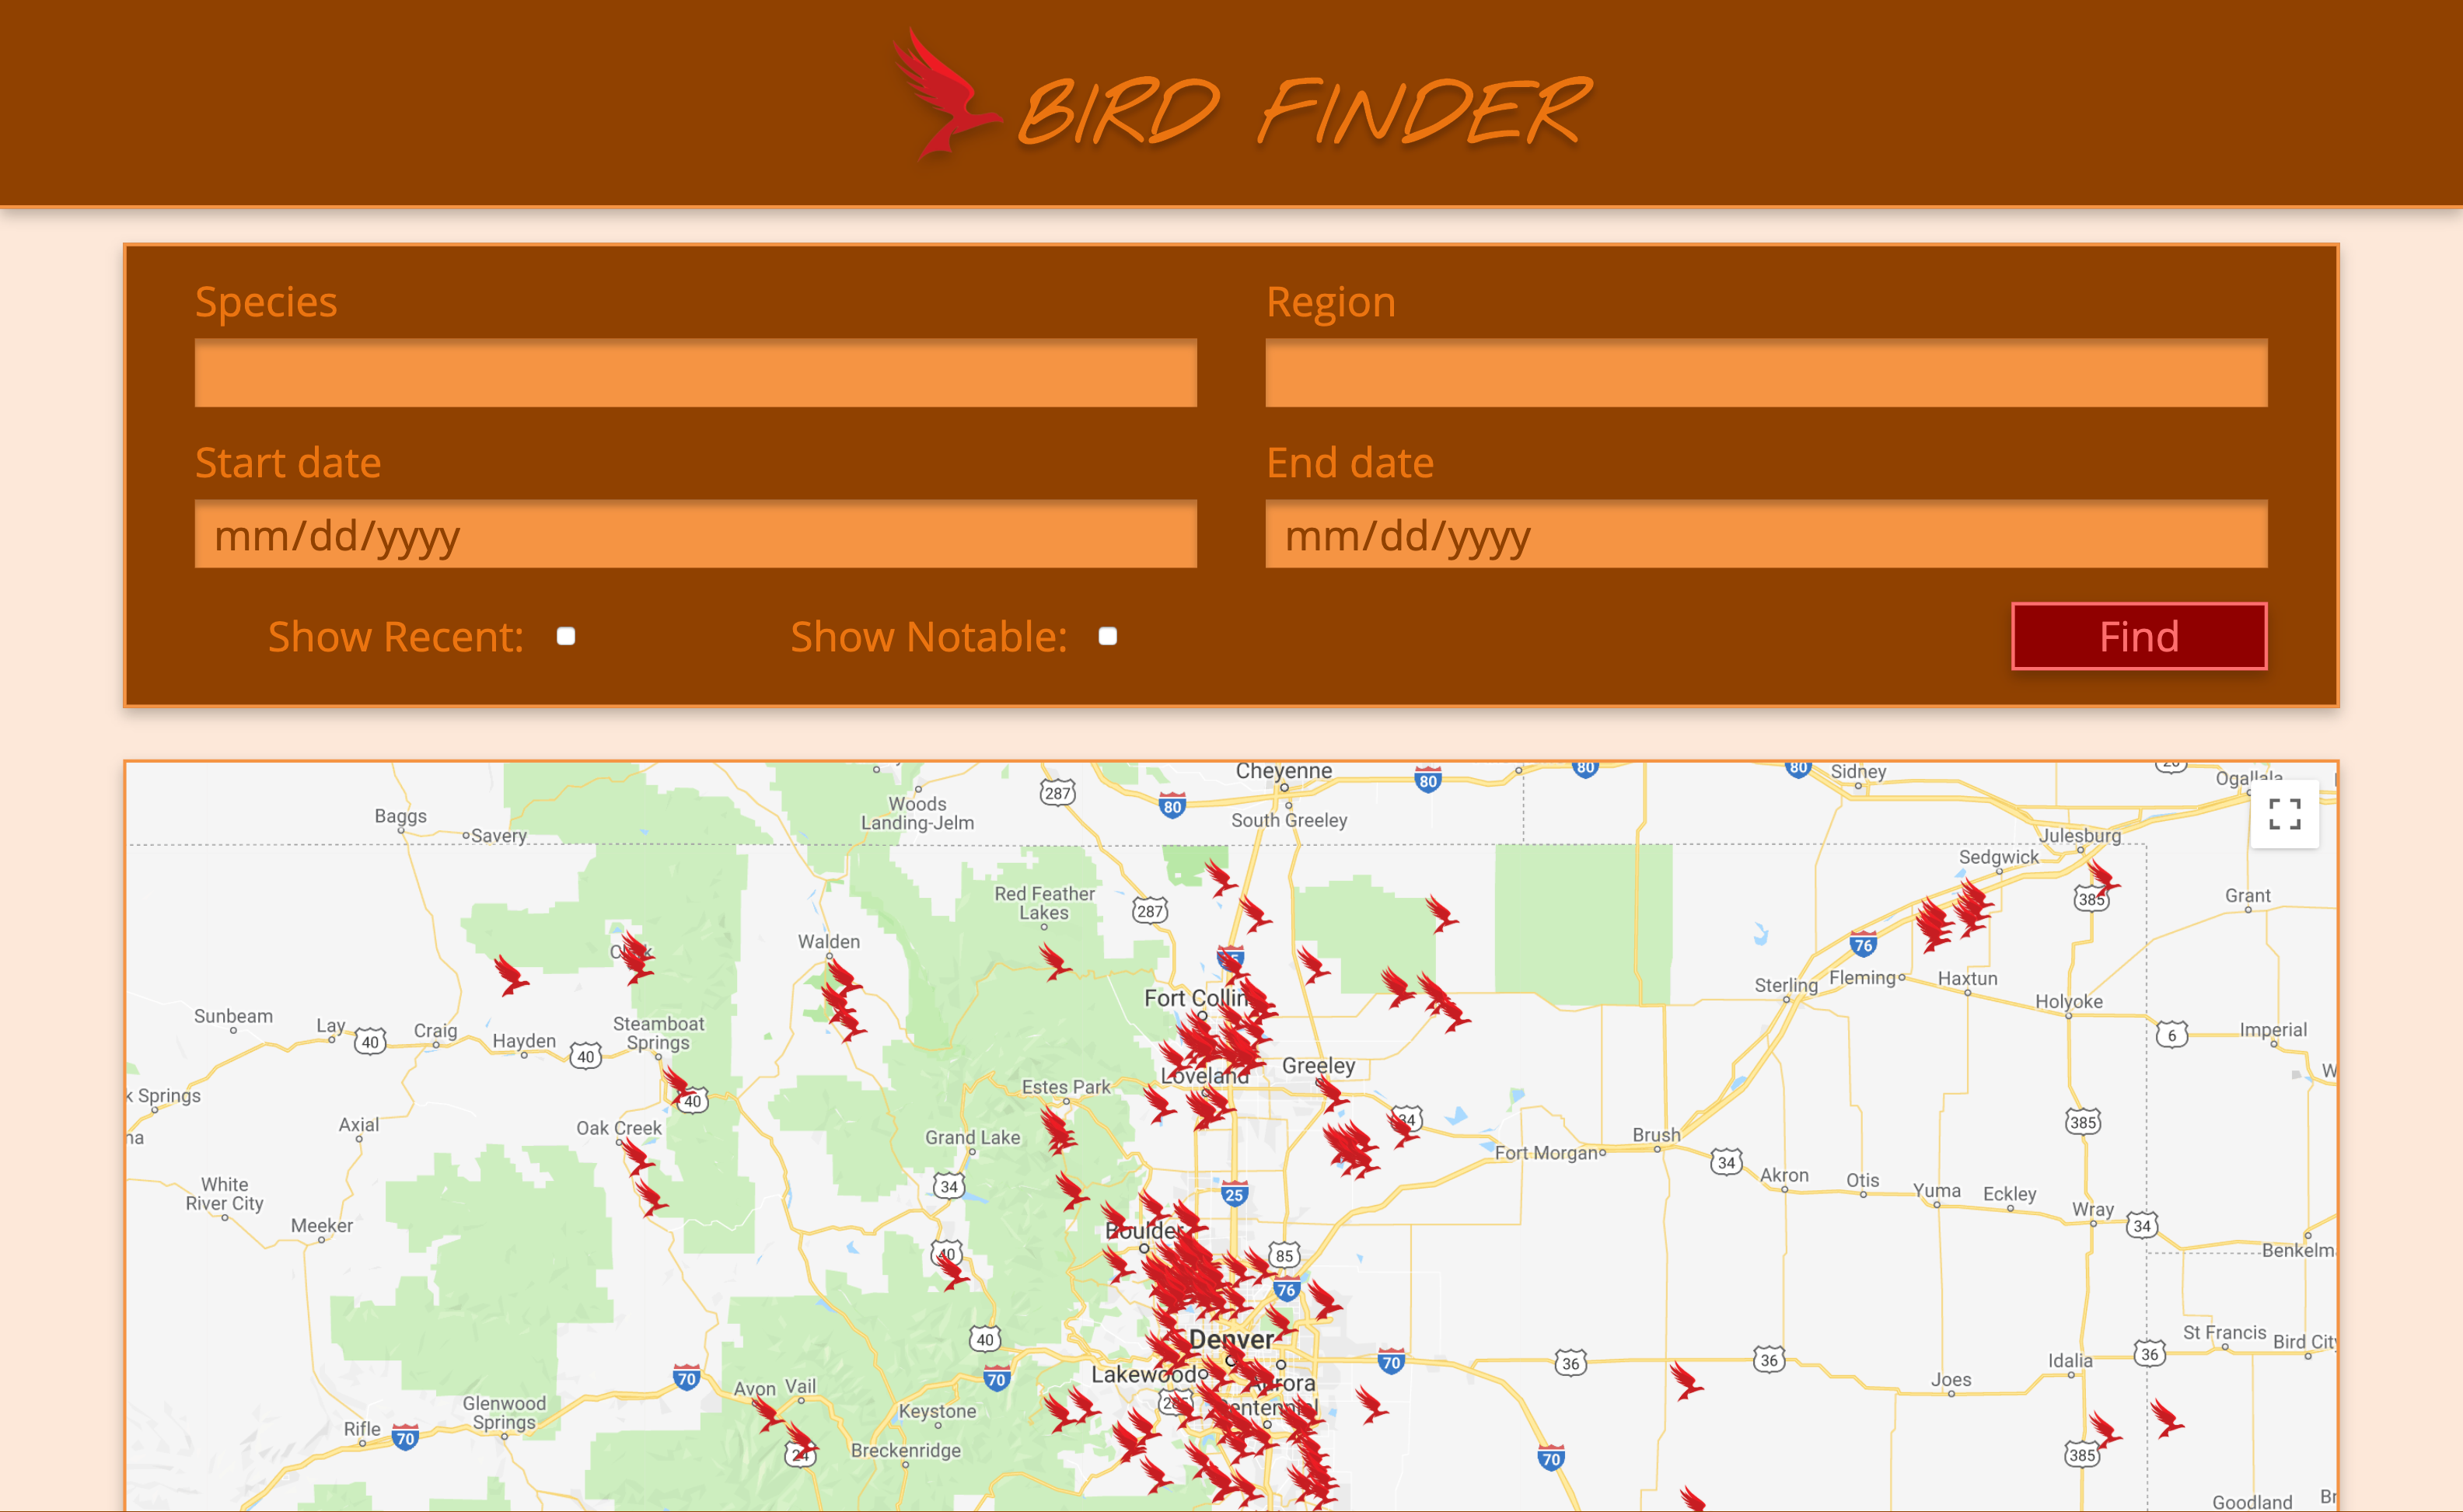 BIRD FINDER
Species
Region
Start date
End date
mm/dd/yyyy
mm/dd/yyyy
Show Recent:
Show Notable:
Find
Cheyenne
80
80
80
80
Sidney
Ogallala
287
Woods
Landing-Jelm
South Greeley
Baggs
Savery
Julesburg
Sedgwick
385
Grant
Red Feather
Lakes
287
Walden
76
Fleming
Haxtun
Sterling
Holyoke
Fort Collin
Sunbeam
Lay
40
Craig
Hayden
40
Steamboat
Springs
6
Imperial
Greeley
Loveland
Estes Park
k Springs
40
W
34
385
Axial
na
Oak Creek
Grand Lake
Brush
Fort Morgan
34
Akron
Otis
Yuma
Eckley
Wray
34
White
River City
Meeker
34
25
Boulder
40
85
Benkelm
76
40
Denver
70
36
36
36
St Francis
Bird City
Idalia
Lakewood
Aurora
Centennial
70
70
Avon
Vail
Joes
Glenwood
Springs
Keystone
Rifle
70
Breckenridge
24
70
385
Goodland
Br